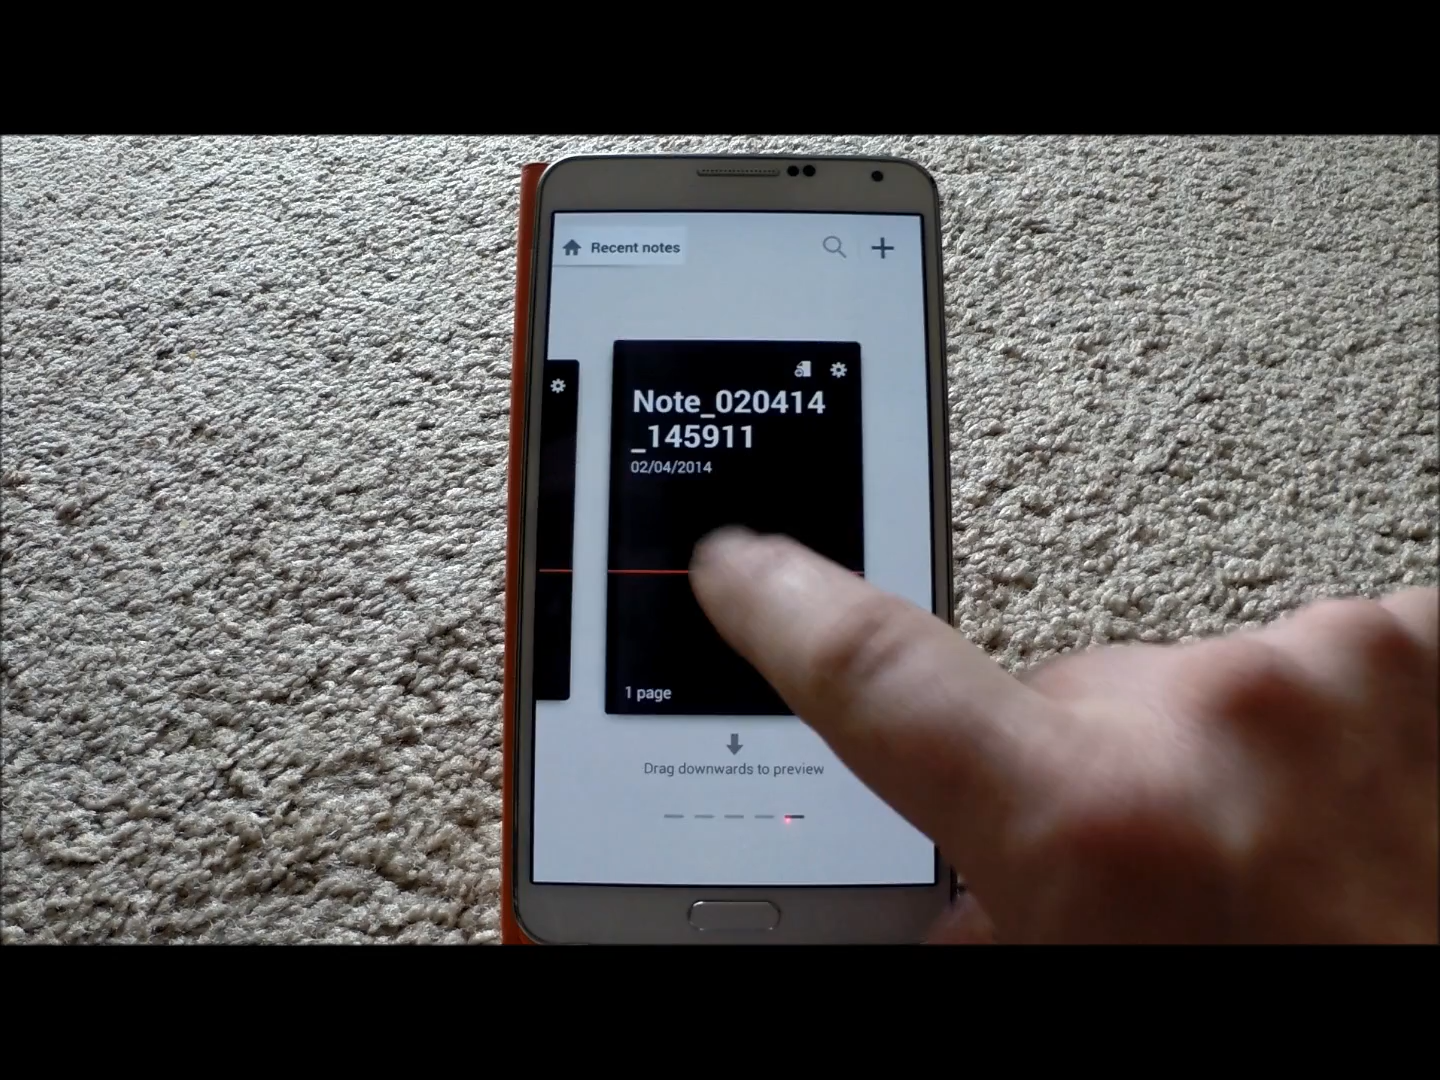 Recent notes
Note_020414
_145911
02/04/2014
1 page
Drag downwards to preview